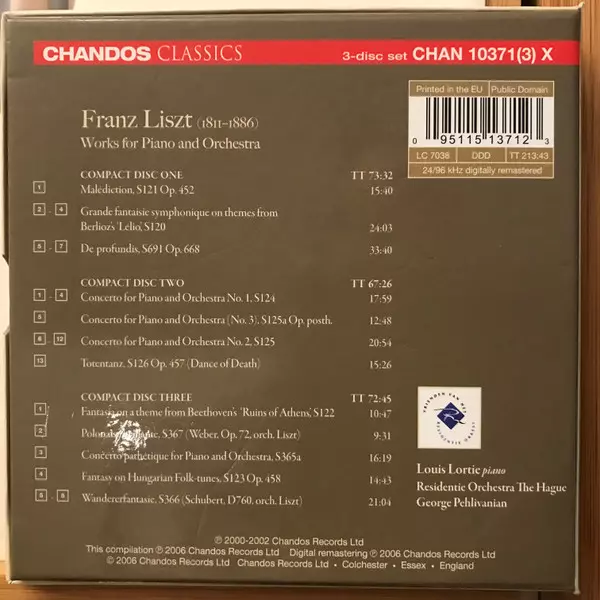 CHANDOS CLASSICS
3-disc set CHAN 10371(3) X
Printed in the EU
Public Domain
0 95115 13712 3
LC 7038
DDD
TT 213:43
24/96 kHz digitally remastered
Franz Liszt (1811–1886)
Works for Piano and Orchestra
COMPACT DISC ONE TT 73:32
1 Malédiction, S121 Op. 452 15:40
2 - 4 Grande fantaisie symphonique on themes from
Berlioz's 'Lélio', S120 24:03
5 - 7 De profundis, S691 Op. 668 33:40
COMPACT DISC TWO TT 67:26
1 - 4 Concerto for Piano and Orchestra No. 1, S124 17:59
5 Concerto for Piano and Orchestra (No. 3), S125a Op. posth. 12:48
6 - 12 Concerto for Piano and Orchestra No. 2, S125 20:54
13 Totentanz, S126 Op. 457 (Dance of Death) 15:26
COMPACT DISC THREE TT 72:45
1 Fantasia on a theme from Beethoven's 'Ruins of Athens', S122 10:47
2 S367 (Weber, Op. 72, orch. Liszt) 9:31
3 Concerto pathétique for Piano and Orchestra, S365a 16:19
4 Fantasy on Hungarian Folk-tunes, S123 Op. 458 14:43
5 - 8 Wandererfantasie, S366 (Schubert, D760, orch. Liszt) 21:04
VRIENDEN VAN HET
RESIDENTIE ORKEST
Louis Lortie piano
Residentie Orchestra The Hague
George Pehlivanian
℗ 2000-2002 Chandos Records Ltd
This compilation ℗ 2006 Chandos Records Ltd Digital remastering ℗ 2006 Chandos Records Ltd
© 2006 Chandos Records Ltd Chandos Records Ltd • Colchester • Essex • England